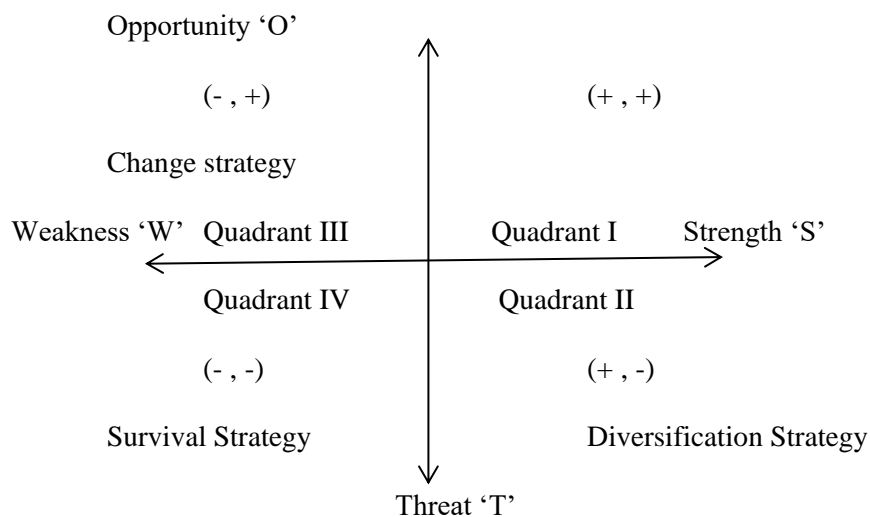 Opportunity ‘O’
(- , +) (+ , +)
Change strategy
Weakness ‘W’ Quadrant III Quadrant I Strength ‘S’
Quadrant IV Quadrant II
(- , -) (+ , -)
Survival Strategy Diversification Strategy
Threat ‘T’